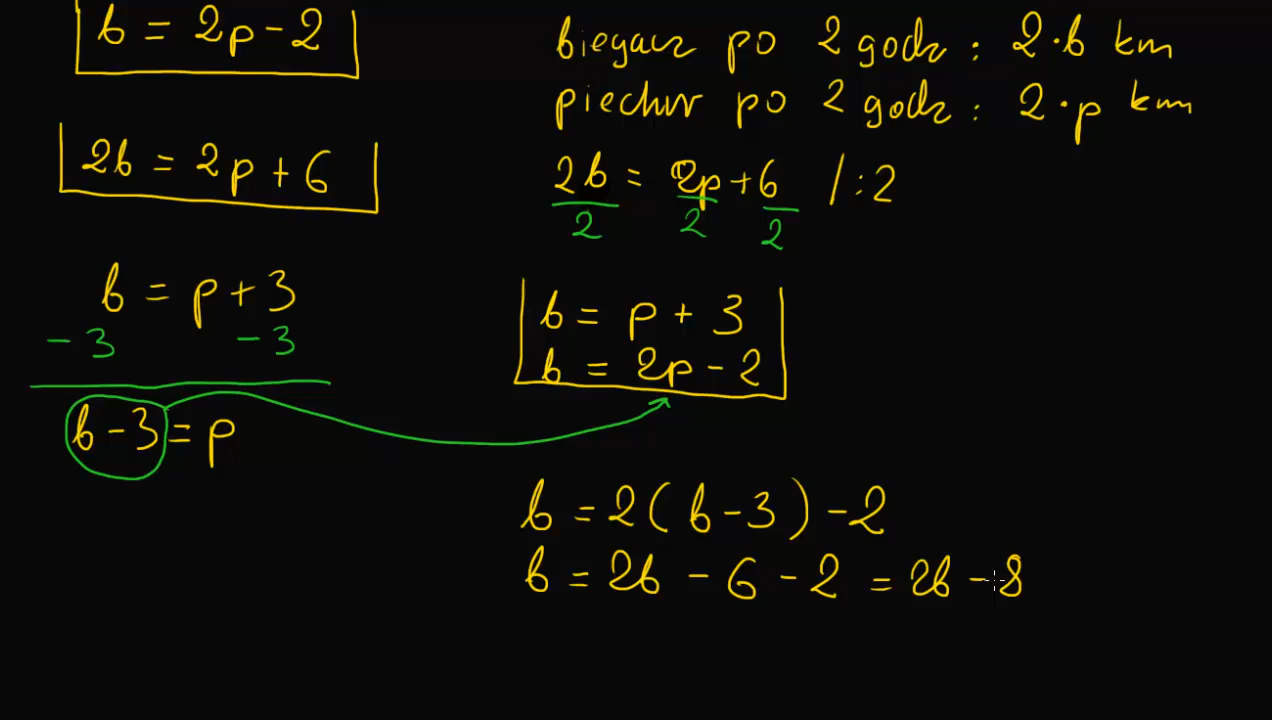 b = 2p - 2
2b = 2p + 6
b = p + 3
- 3 - 3
b - 3 = p
biegacz po 2 godz : 2 · b km
piechur po 2 godz : 2 · p km
2b = 2p + 6 / : 2
2 2 2
b = p + 3
b = 2p - 2
b = 2 ( b - 3 ) - 2
b = 2b - 6 - 2 = 2b - 8